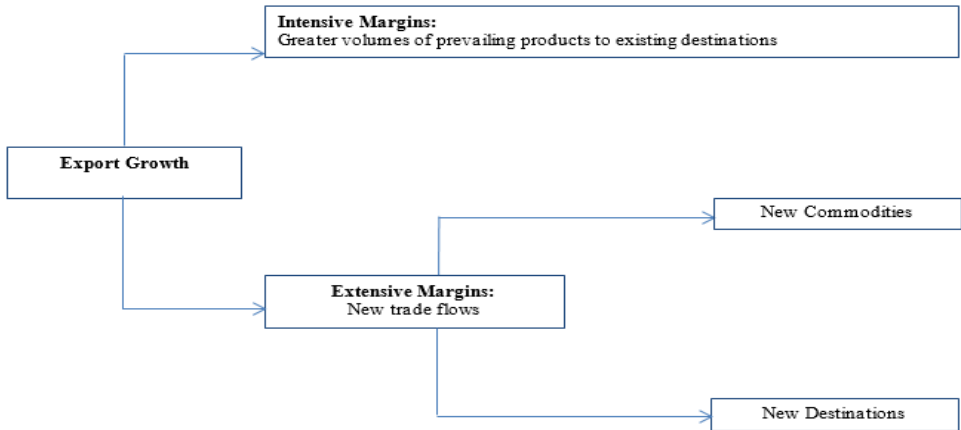 Intensive Margins:
Greater volumes of prevailing products to existing destinations
Export Growth
New Commodities
Extensive Margins:
New trade flows
New Destinations